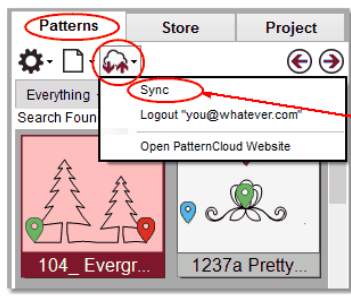 Patterns Store Project
Sync
Everything
Logout "you@whatever.com"
Search Foun
Open PatternCloud Website
104_ Evergr... 1237a Pretty...